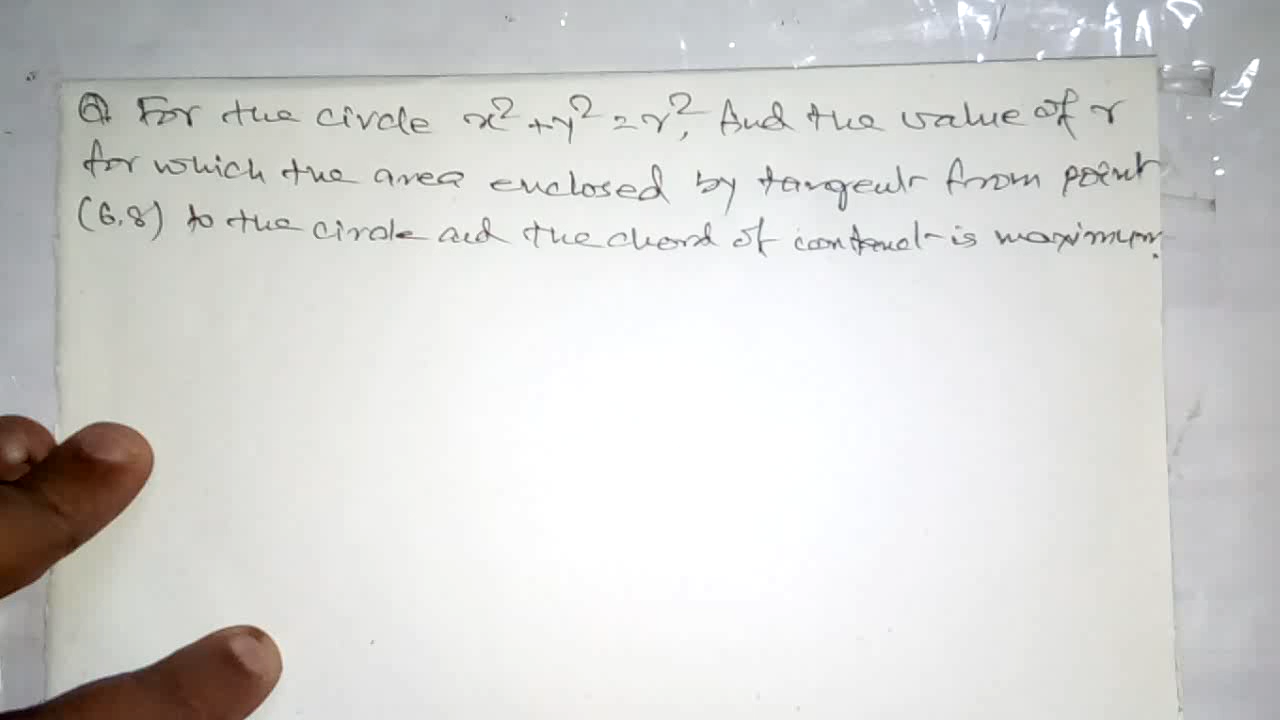 Q For the circle x² + y² = r², find the value of r
for which the area enclosed by tangents from point
(6,8) to the circle and the chord of contact is maximum.